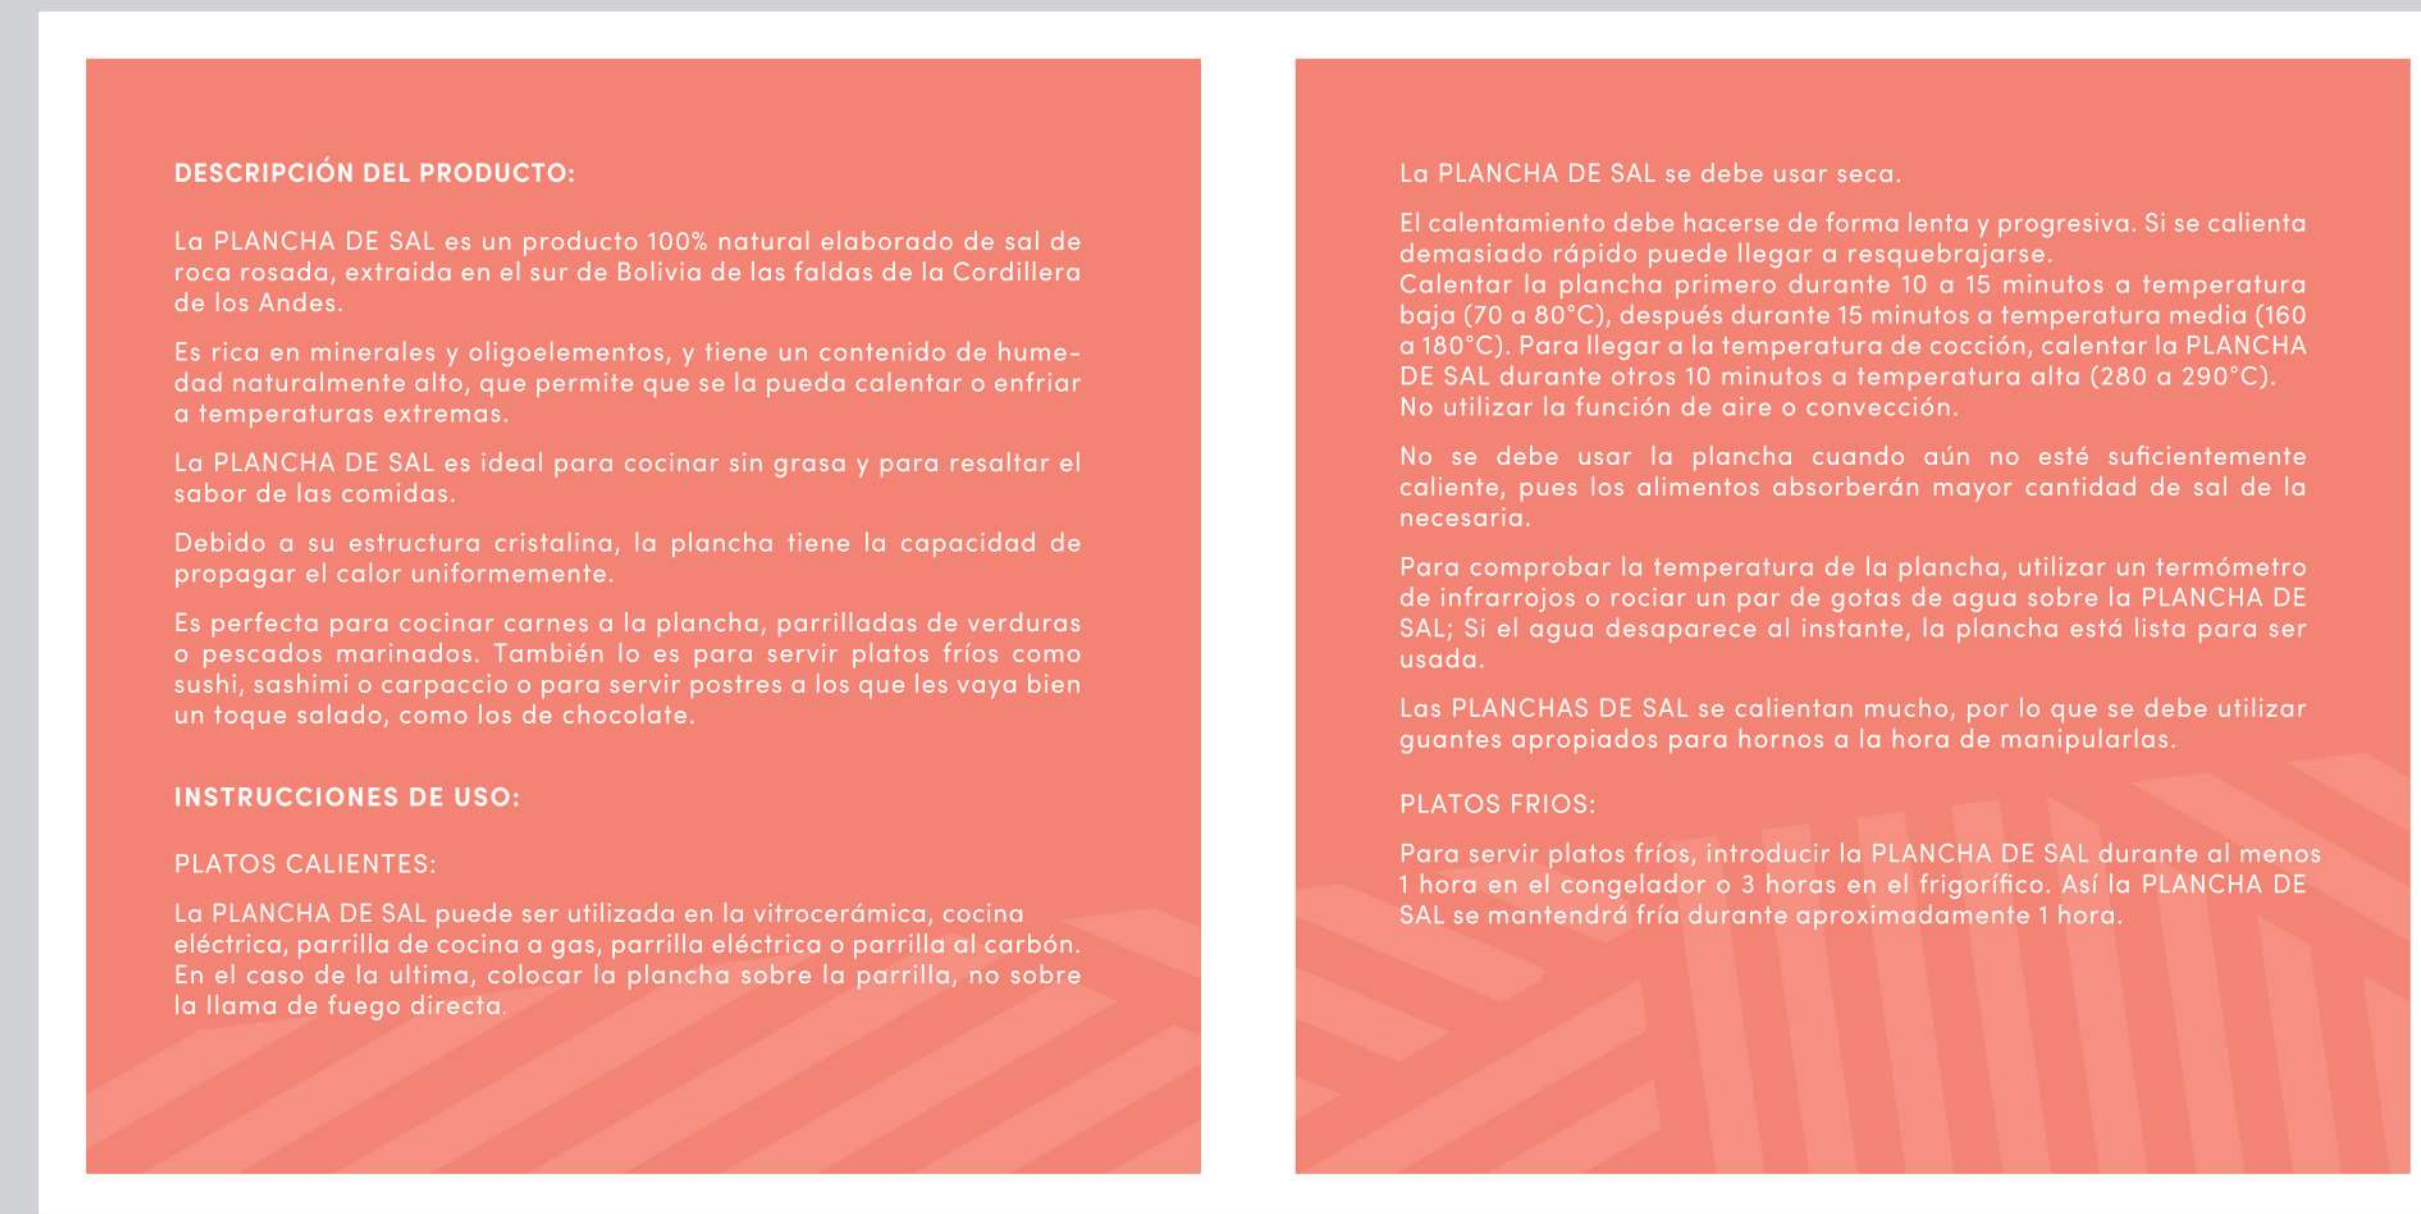 DESCRIPCIÓN DEL PRODUCTO:
La PLANCHA DE SAL es un producto 100% natural elaborado de sal de
roca rosada, extraida en el sur de Bolivia de las faldas de la Cordillera
de los Andes.
Es rica en minerales y oligoelementos, y tiene un contenido de hume-
dad naturalmente alto, que permite que se la pueda calentar o enfriar
a temperaturas extremas.
La PLANCHA DE SAL es ideal para cocinar sin grasa y para resaltar el
sabor de las comidas.
Debido a su estructura cristalina, la plancha tiene la capacidad de
propagar el calor uniformemente.
Es perfecta para cocinar carnes a la plancha, parrilladas de verduras
o pescados marinados. También lo es para servir platos fríos como
sushi, sashimi o carpaccio o para servir postres a los que les vaya bien
un toque salado, como los de chocolate.
INSTRUCCIONES DE USO:
PLATOS CALIENTES:
La PLANCHA DE SAL puede ser utilizada en la vitrocerámica, cocina
eléctrica, parrilla de cocina a gas, parrilla eléctrica o parrilla al carbón.
En el caso de la ultima, colocar la plancha sobre la parrilla, no sobre
la llama de fuego directa.
La PLANCHA DE SAL se debe usar seca.
El calentamiento debe hacerse de forma lenta y progresiva. Si se calienta
demasiado rápido puede llegar a resquebrajarse.
Calentar la plancha primero durante 10 a 15 minutos a temperatura
baja (70 a 80°C), después durante 15 minutos a temperatura media (160
a 180°C). Para llegar a la temperatura de cocción, calentar la PLANCHA
DE SAL durante otros 10 minutos a temperatura alta (280 a 290°C).
No utilizar la función de aire o convección.
No se debe usar la plancha cuando aún no esté suficientemente
caliente, pues los alimentos absorberán mayor cantidad de sal de la
necesaria.
Para comprobar la temperatura de la plancha, utilizar un termómetro
de infrarrojos o rociar un par de gotas de agua sobre la PLANCHA DE
SAL; Si el agua desaparece al instante, la plancha está lista para ser
usada.
Las PLANCHAS DE SAL se calientan mucho, por lo que se debe utilizar
guantes apropiados para hornos a la hora de manipularlas.
PLATOS FRIOS:
Para servir platos fríos, introducir la PLANCHA DE SAL durante al menos
1 hora en el congelador o 3 horas en el frigorífico. Así la PLANCHA DE
SAL se mantendrá fría durante aproximadamente 1 hora.